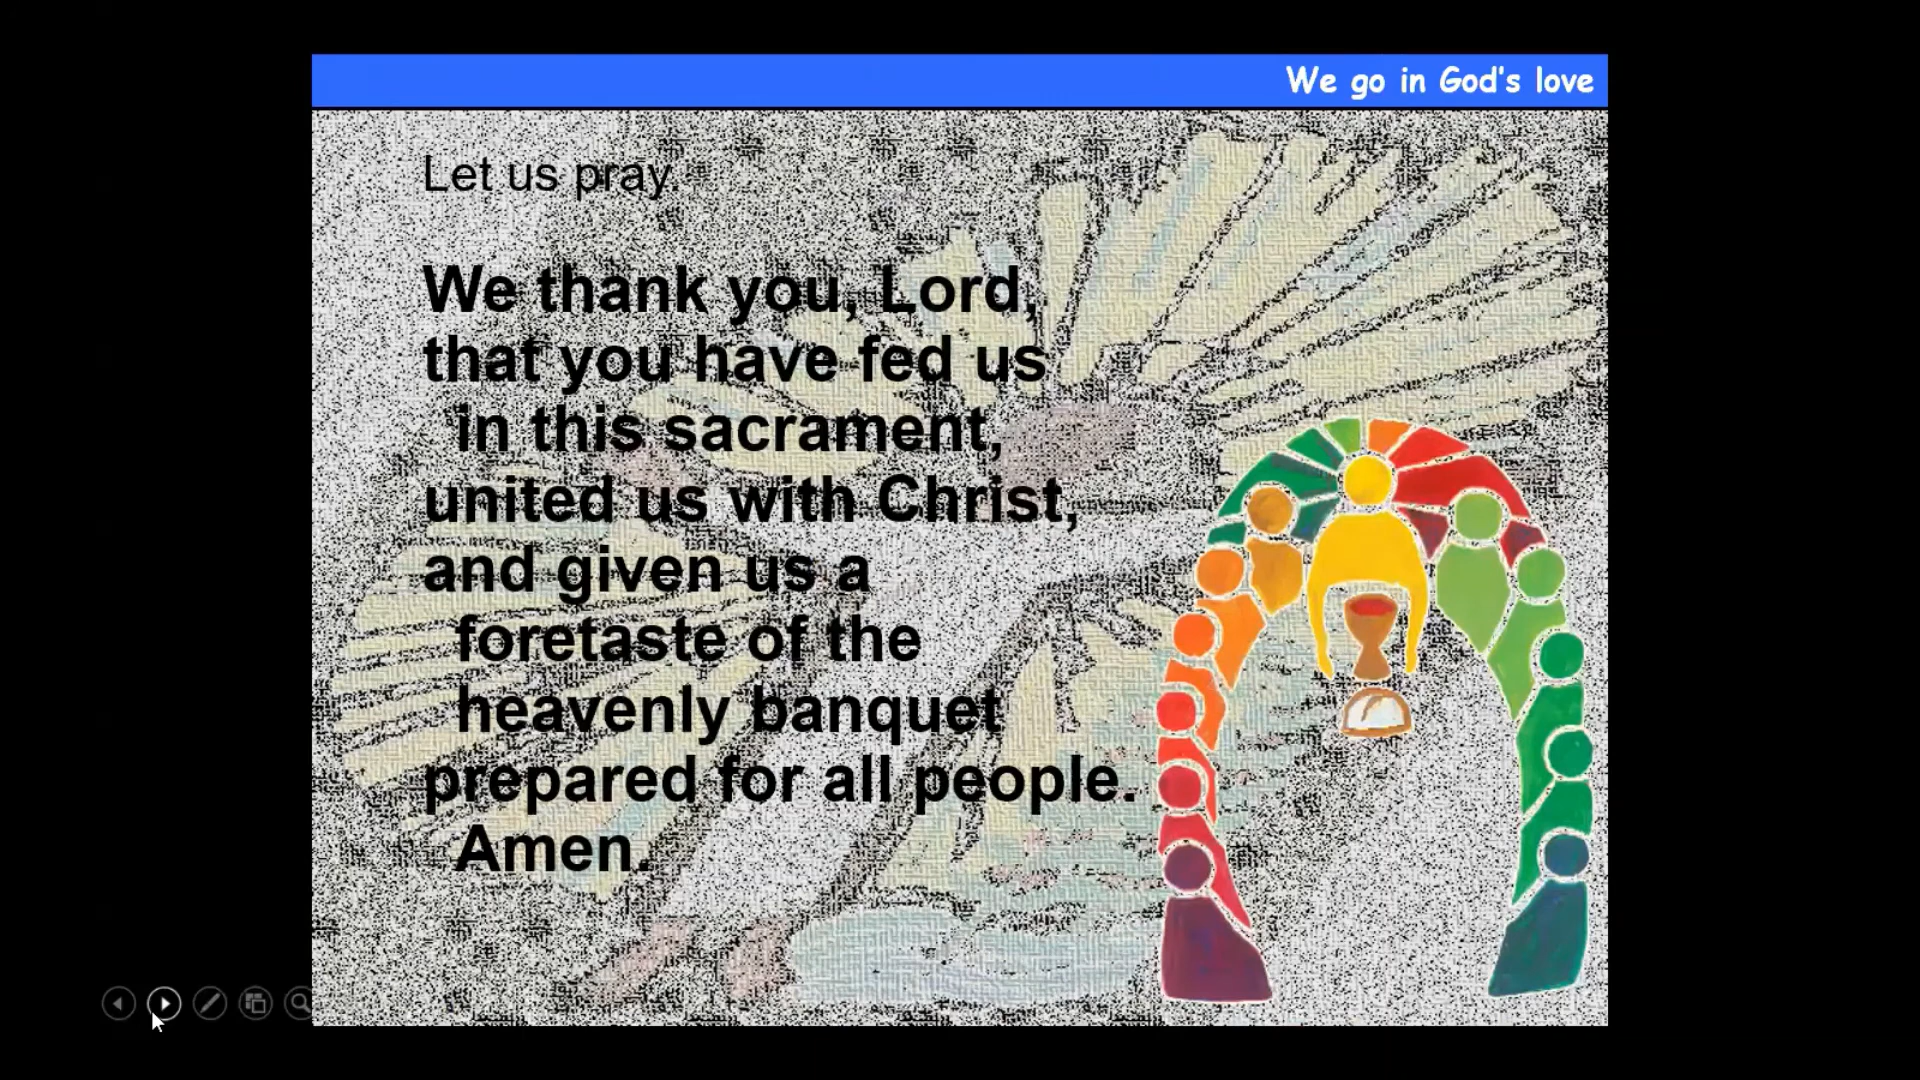 We go in God's love
Let us pray.
We thank you, Lord,
that you have fed us
in this sacrament,
united us with Christ,
and given us a
foretaste of the
heavenly banquet
prepared for all people.
Amen.